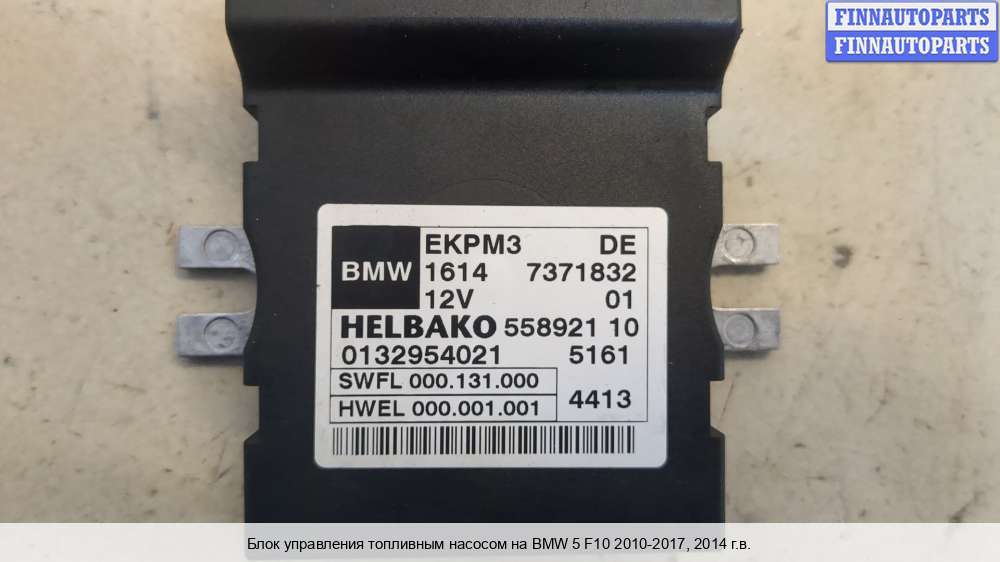 FINNAUTOPARTS
FINNAUTOPARTS
BMW
EKPM3 DE
1614 7371832
12V 01
HELBAKO 558921 10
0132954021 5161
SWFL 000.131.000
HWEL 000.001.001
4413
Блок управления топливным насосом на BMW 5 F10 2010-2017, 2014 г.в.